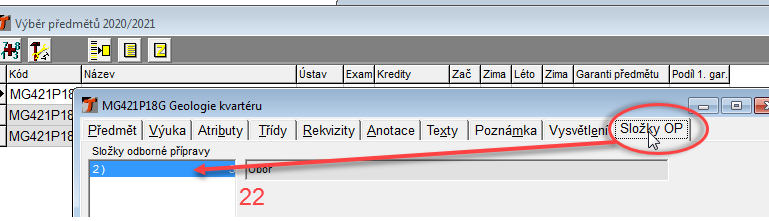 Výběr předmětů 2020/2021
Kód Název Ústav Exam Kredity Zač Zima Léto Zima Garanti předmětu Podíl 1. gar.
MG421P18
MG421P18G Geologie kvartéru
MG421P18
Předmět Výuka Atributy Třídy Rekvizity Anotace Texty Poznámka Vysvětlení Složky OP
MG421P18
Složky odborné přípravy
2 ) Obor
22